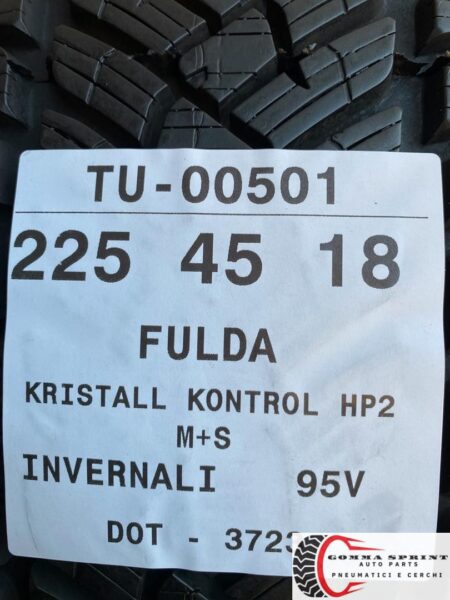 TU-00501
225 45 18
FULDA
KRISTALL KONTROL HP2
M+S
INVERNALI 95V
DOT - 3723
GOMMA SPRINT
AUTO PARTS
PNEUMATICI E CERCHI